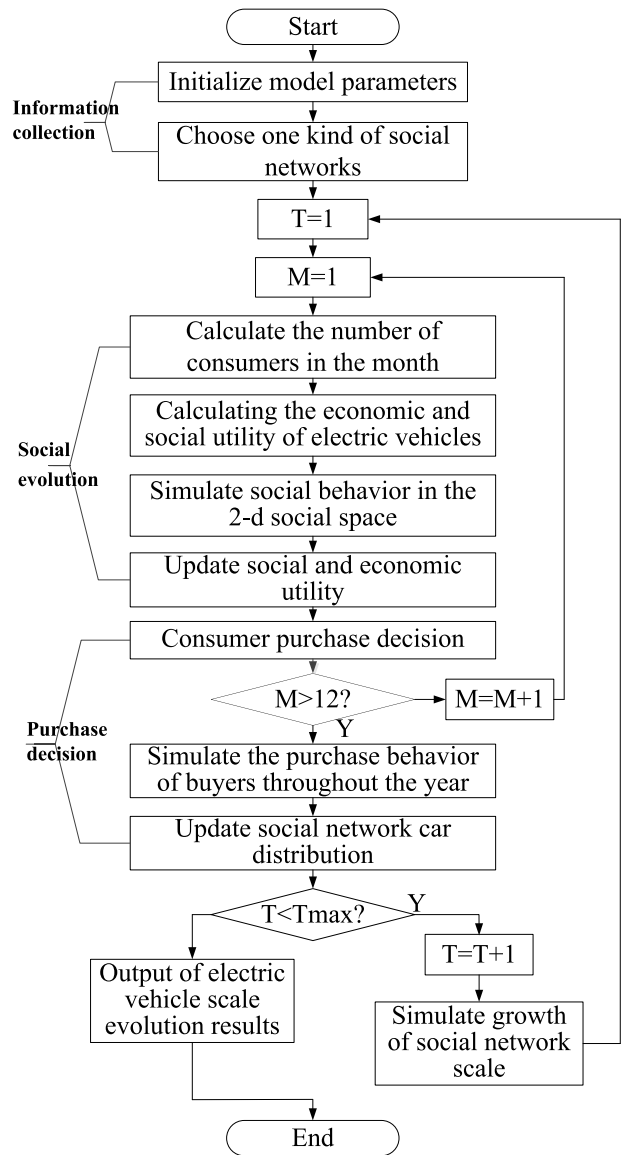 Start
Initialize model parameters
Information
collection
Choose one kind of social
networks
T=1
M=1
Calculate the number of
consumers in the month
Calculating the economic and
social utility of electric vehicles
Social
evolution
Simulate social behavior in the
2-d social space
Update social and economic
utility
Consumer purchase decision
M>12?
M=M+1
Y
Purchase
decision
Simulate the purchase behavior
of buyers throughout the year
Update social network car
distribution
T<Tmax?
Y
T=T+1
Output of electric
vehicle scale
evolution results
Simulate growth
of social network
scale
End